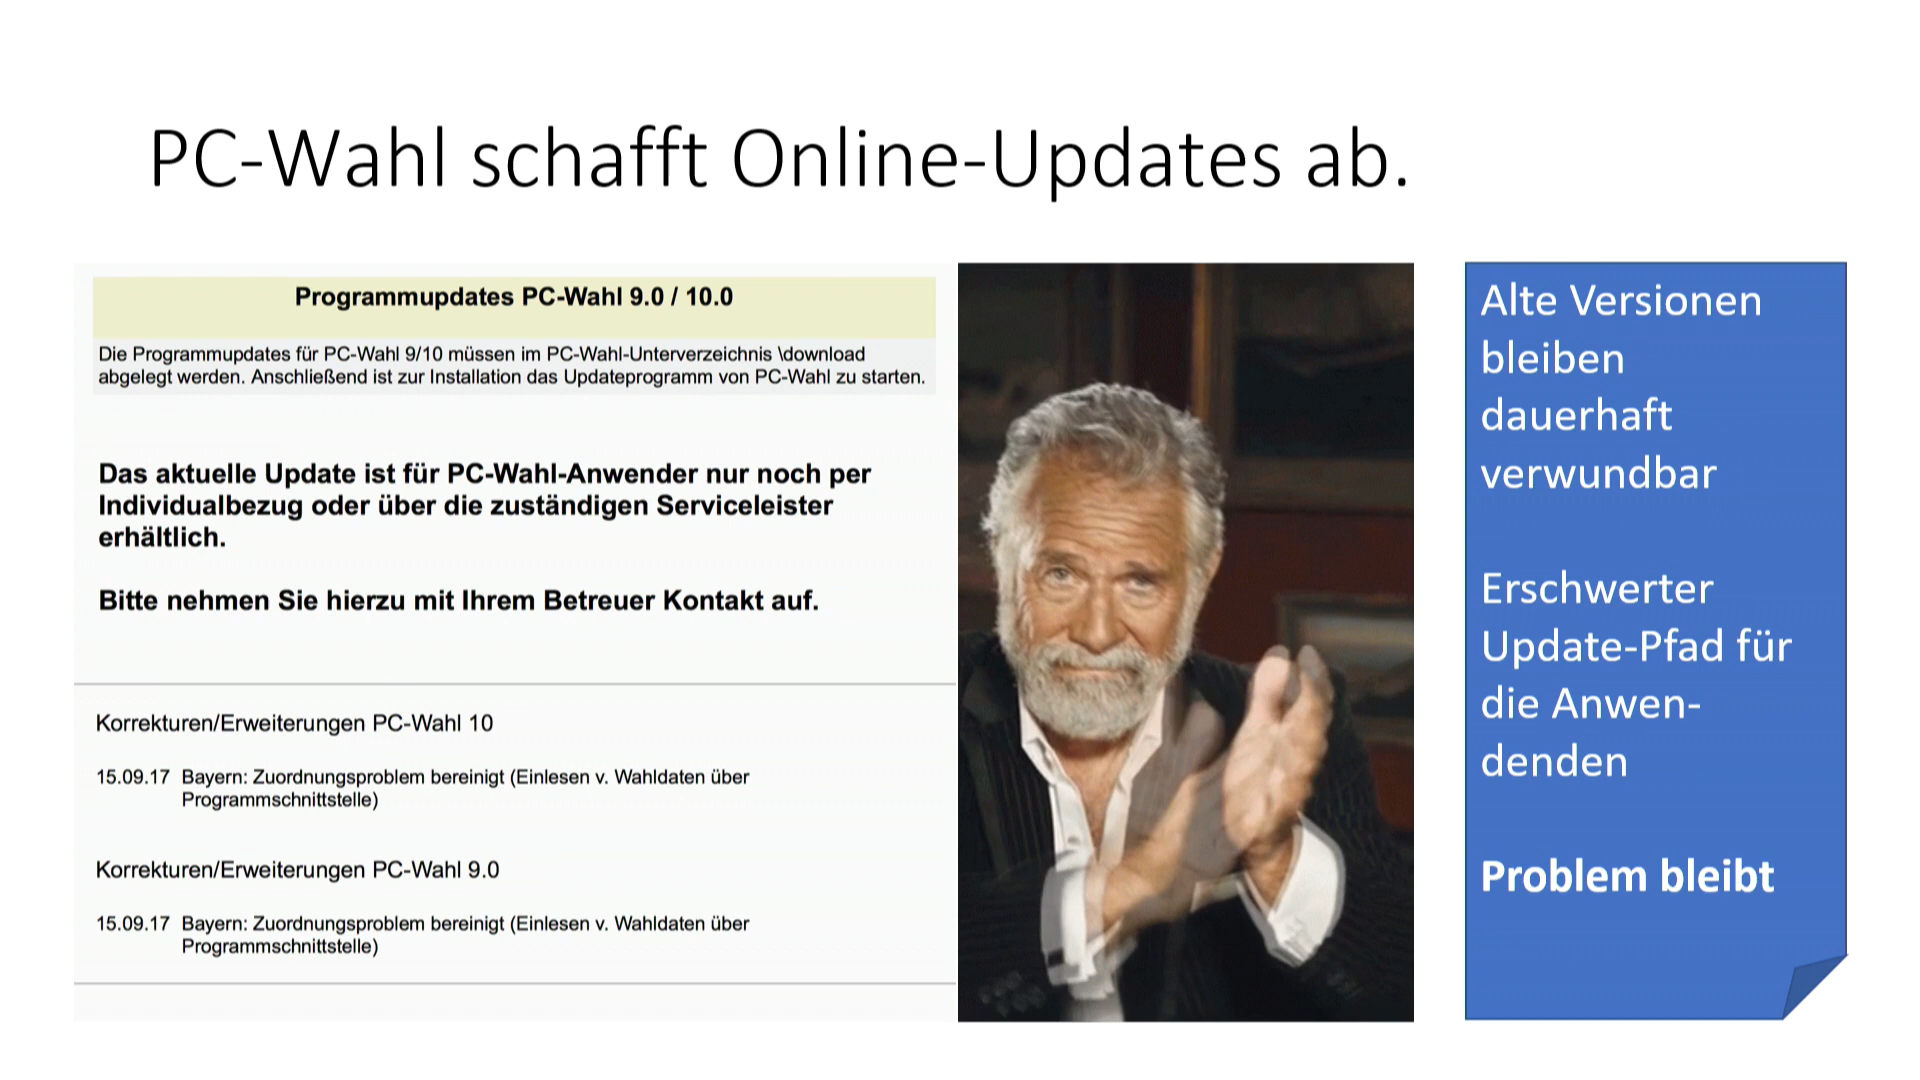 PC-Wahl schafft Online-Updates ab.
Programmupdates PC-Wahl 9.0 / 10.0
Die Programmupdates für PC-Wahl 9/10 müssen im PC-Wahl-Unterverzeichnis \download
abgelegt werden. Anschließend ist zur Installation das Updateprogramm von PC-Wahl zu starten.
Das aktuelle Update ist für PC-Wahl-Anwender nur noch per
Individualbezug oder über die zuständigen Serviceleister
erhältlich.
Bitte nehmen Sie hierzu mit Ihrem Betreuer Kontakt auf.
Korrekturen/Erweiterungen PC-Wahl 10
15.09.17 Bayern: Zuordnungsproblem bereinigt (Einlesen v. Wahldaten über
Programmschnittstelle)
Korrekturen/Erweiterungen PC-Wahl 9.0
15.09.17 Bayern: Zuordnungsproblem bereinigt (Einlesen v. Wahldaten über
Programmschnittstelle)
Alte Versionen
bleiben
dauerhaft
verwundbar
Erschwerter
Update-Pfad für
die Anwen-
denden
Problem bleibt